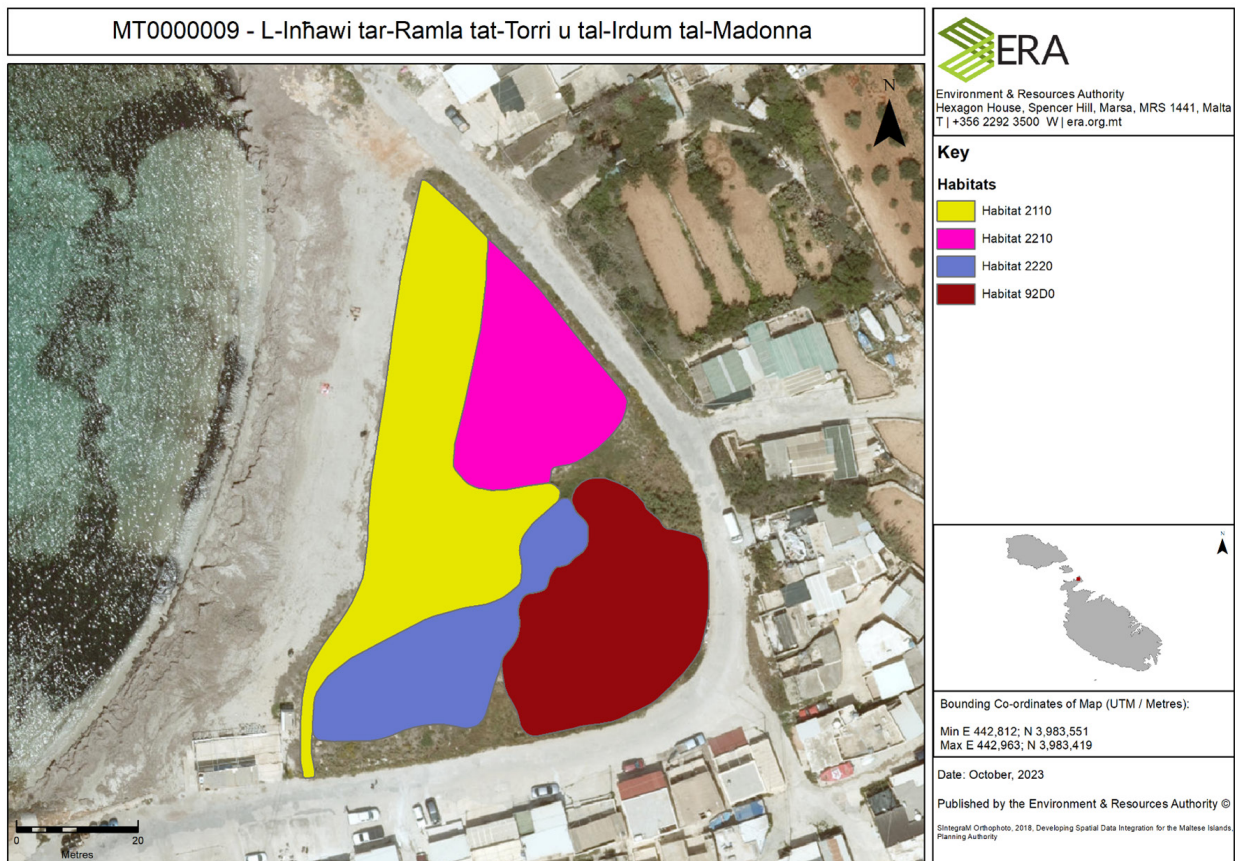 MT0000009 - L-Inħawi tar-Ramla tat-Torri u tal-Irdum tal-Madonna
N
0
20
Metres
ERA
Environment & Resources Authority
Hexagon House, Spencer Hill, Marsa, MRS 1441, Malta
T | +356 2292 3500 W | era.org.mt
Key
Habitats
Habitat 2110
Habitat 2210
Habitat 2220
Habitat 92D0
N
Bounding Co-ordinates of Map (UTM / Metres):
Min E 442,812; N 3,983,551
Max E 442,963; N 3,983,419
Date: October, 2023
Published by the Environment & Resources Authority ©
SIntegraM Orthophoto, 2018, Developing Spatial Data Integration for the Maltese Islands,
Planning Authority